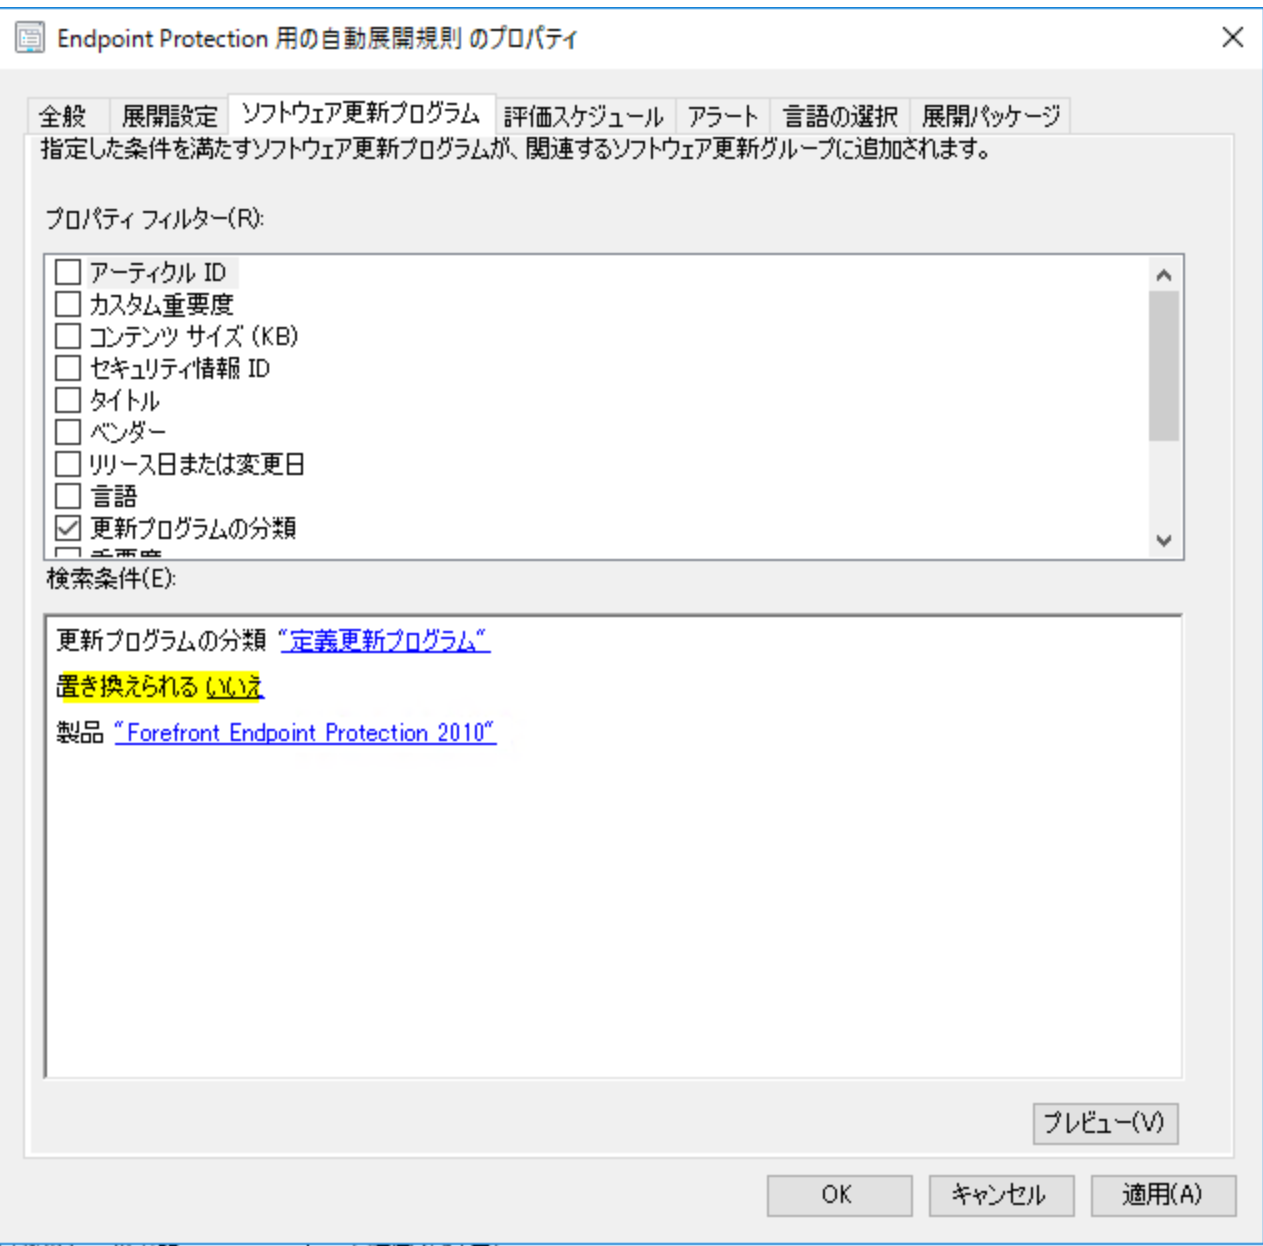 Endpoint Protection 用の自動展開規則 のプロパティ
全般 展開設定 ソフトウェア更新プログラム 評価スケジュール アラート 言語の選択 展開パッケージ
指定した条件を満たすソフトウェア更新プログラムが、関連するソフトウェア更新グループに追加されます。
プロパティ フィルター(R):
アーティクル ID
カスタム重要度
コンテンツ サイズ (KB)
セキュリティ情報 ID
タイトル
ベンダー
リリース日または変更日
言語
更新プログラムの分類
重要度
検索条件(E):
更新プログラムの分類 "定義更新プログラム"
置き換えられる いいえ
製品 "Forefront Endpoint Protection 2010"
プレビュー(V)
OK キャンセル 適用(A)